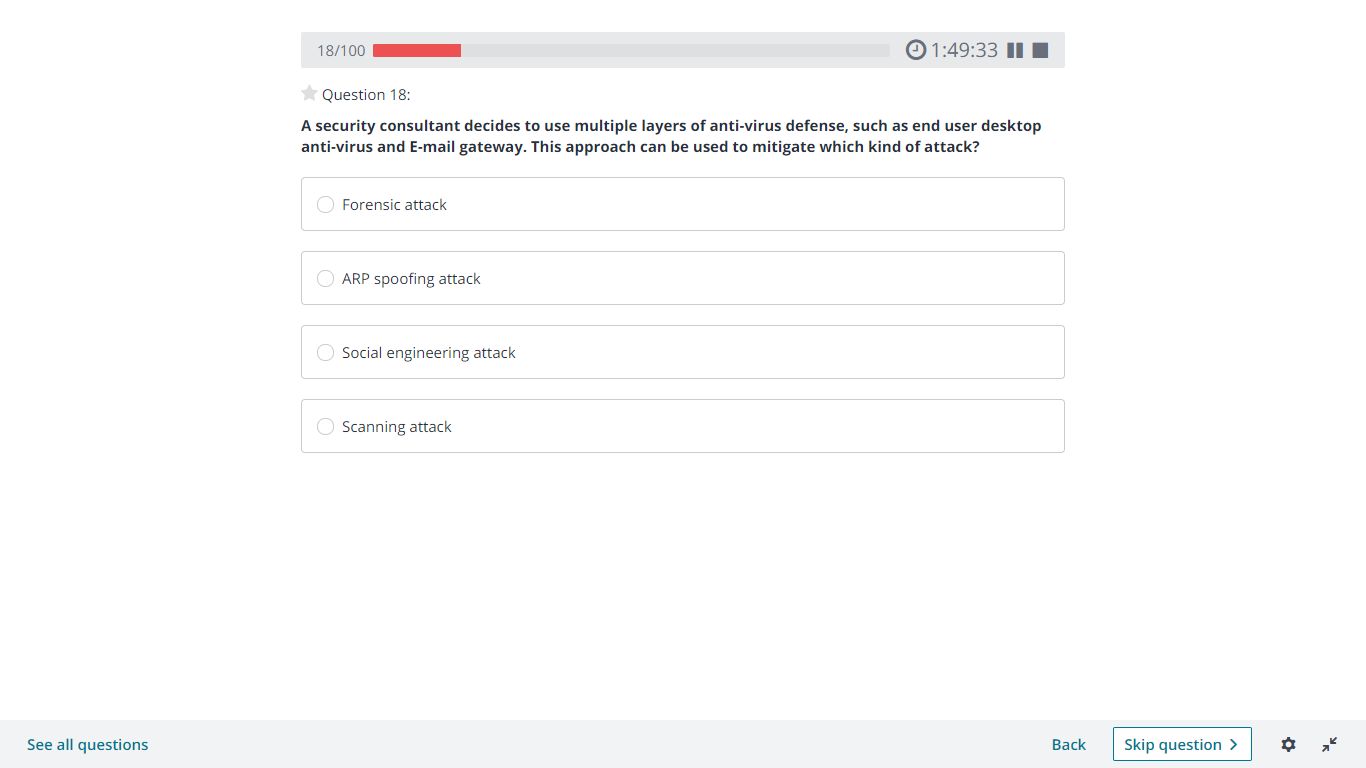 18/100
1:49:33
Question 18:
A security consultant decides to use multiple layers of anti-virus defense, such as end user desktop
anti-virus and E-mail gateway. This approach can be used to mitigate which kind of attack?
Forensic attack
ARP spoofing attack
Social engineering attack
Scanning attack
See all questions
Back
Skip question